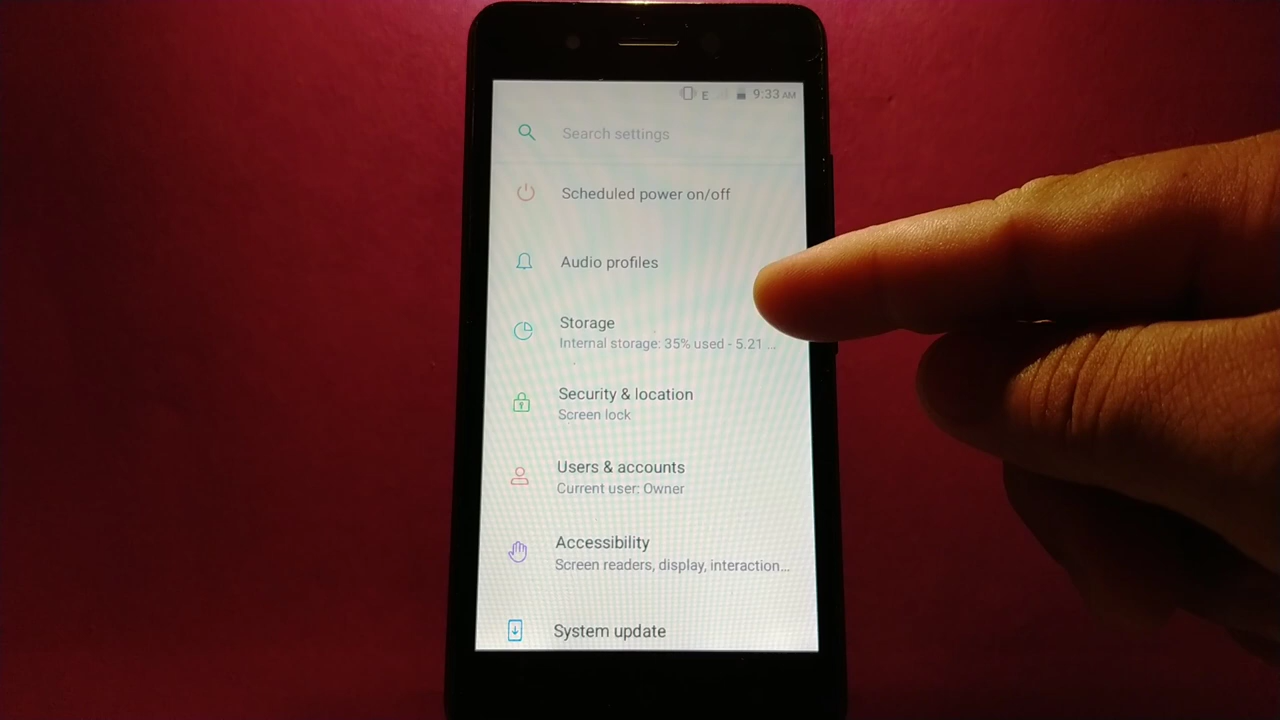 E 9:33 AM
Search settings
Scheduled power on/off
Audio profiles
Storage
Internal storage: 35% used - 5.21 ...
Security & location
Screen lock
Users & accounts
Current user: Owner
Accessibility
Screen readers, display, interaction...
System update